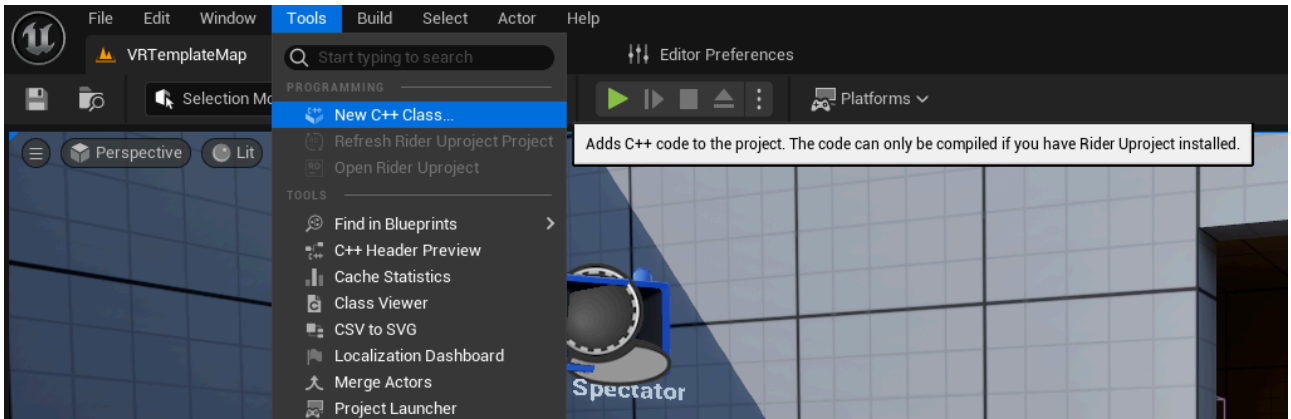 File Edit Window Tools Build Select Actor Help
VRTemplateMap
Start typing to search
Editor Preferences
PROGRAMMING
Selection Mo
Platforms
New C++ Class...
Refresh Rider Uproject Project
Adds C++ code to the project. The code can only be compiled if you have Rider Uproject installed.
Perspective Lit
Open Rider Uproject
TOOLS
Find in Blueprints
C++ Header Preview
Cache Statistics
Class Viewer
CSV to SVG
Localization Dashboard
Merge Actors
Project Launcher
Spectator